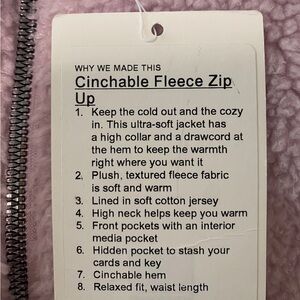 WHY WE MADE THIS
Cinchable Fleece Zip
Up
1. Keep the cold out and the cozy
in. This ultra-soft jacket has
a high collar and a drawcord at
the hem to keep the warmth
right where you want it
2. Plush, textured fleece fabric
is soft and warm
3. Lined in soft cotton jersey
4. High neck helps keep you warm
5. Front pockets with an interior
media pocket
6. Hidden pocket to stash your
cards and key
7. Cinchable hem
8. Relaxed fit, waist length